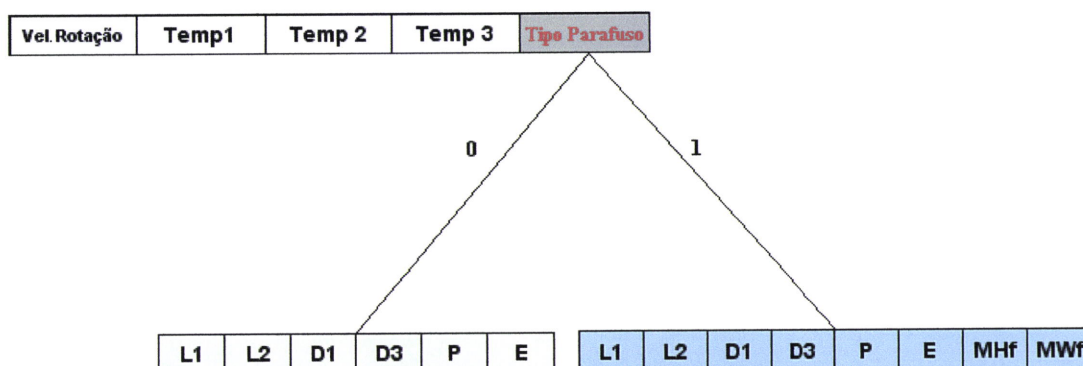 Vel. Rotação Temp1 Temp 2 Temp 3 Tipo Parafuso
0 1
L1 L2 D1 D3 P E L1 L2 D1 D3 P E MHf MWf